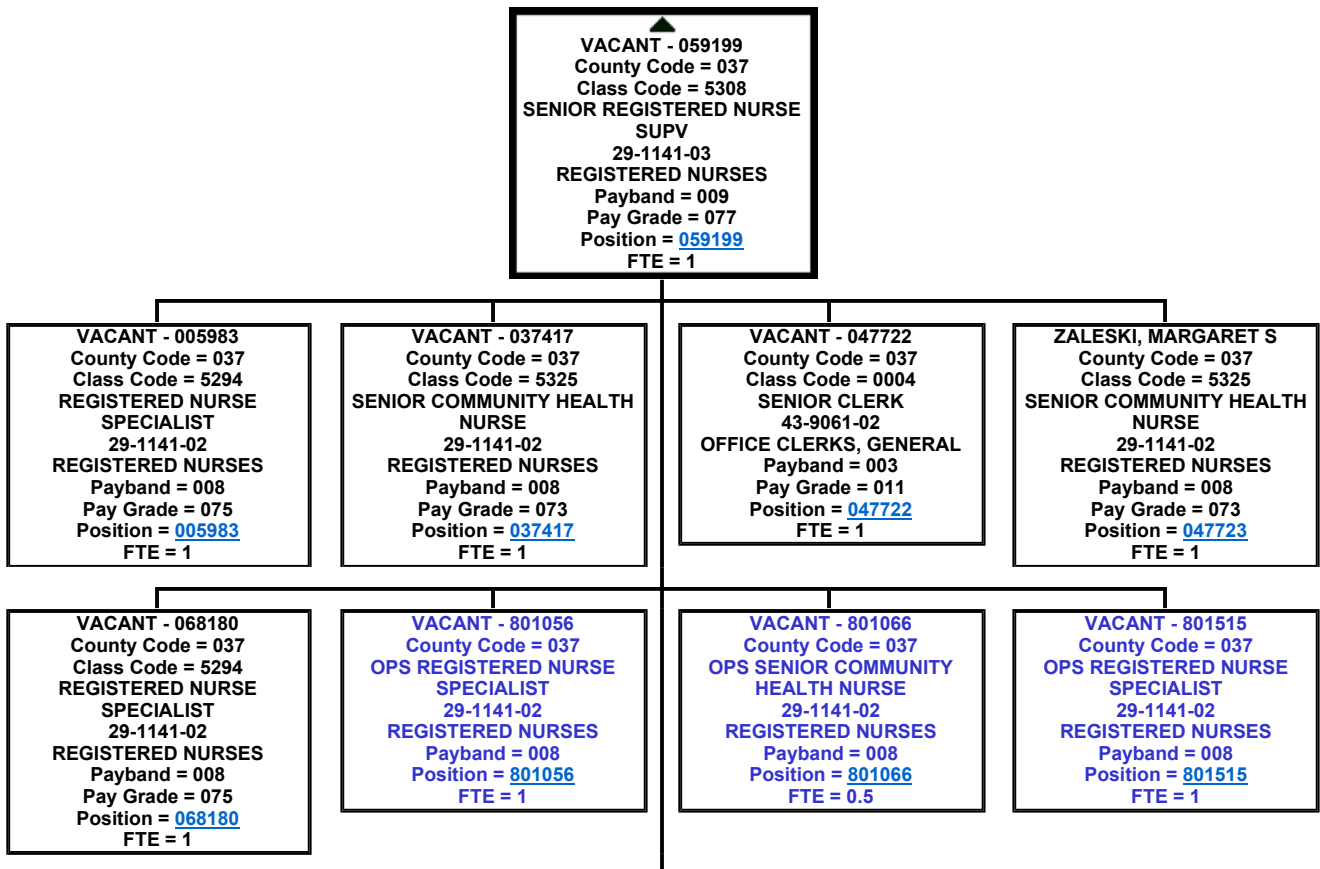 VACANT - 059199
County Code = 037
Class Code = 5308
SENIOR REGISTERED NURSE
SUPV
29-1141-03
REGISTERED NURSES
Payband = 009
Pay Grade = 077
Position = 059199
FTE = 1
VACANT - 005983
County Code = 037
Class Code = 5294
REGISTERED NURSE
SPECIALIST
29-1141-02
REGISTERED NURSES
Payband = 008
Pay Grade = 075
Position = 005983
FTE = 1
VACANT - 037417
County Code = 037
Class Code = 5325
SENIOR COMMUNITY HEALTH
NURSE
29-1141-02
REGISTERED NURSES
Payband = 008
Pay Grade = 073
Position = 037417
FTE = 1
VACANT - 047722
County Code = 037
Class Code = 0004
SENIOR CLERK
43-9061-02
OFFICE CLERKS, GENERAL
Payband = 003
Pay Grade = 011
Position = 047722
FTE = 1
ZALESKI, MARGARET S
County Code = 037
Class Code = 5325
SENIOR COMMUNITY HEALTH
NURSE
29-1141-02
REGISTERED NURSES
Payband = 008
Pay Grade = 073
Position = 047723
FTE = 1
VACANT - 068180
County Code = 037
Class Code = 5294
REGISTERED NURSE
SPECIALIST
29-1141-02
REGISTERED NURSES
Payband = 008
Pay Grade = 075
Position = 068180
FTE = 1
VACANT - 801056
County Code = 037
OPS REGISTERED NURSE
SPECIALIST
29-1141-02
REGISTERED NURSES
Payband = 008
Position = 801056
FTE = 1
VACANT - 801066
County Code = 037
OPS SENIOR COMMUNITY
HEALTH NURSE
29-1141-02
REGISTERED NURSES
Payband = 008
Position = 801066
FTE = 0.5
VACANT - 801515
County Code = 037
OPS REGISTERED NURSE
SPECIALIST
29-1141-02
REGISTERED NURSES
Payband = 008
Position = 801515
FTE = 1